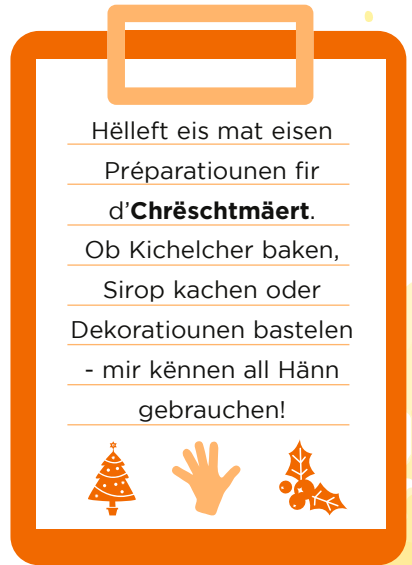 Hëlleft eis mat eisen
Préparatiounen fir
d'Chrëschtmäert.
Ob Kichelcher baken,
Sirop kachen oder
Dekoratiounen bastelen
- mir kënnen all Hänn
gebrauchen!